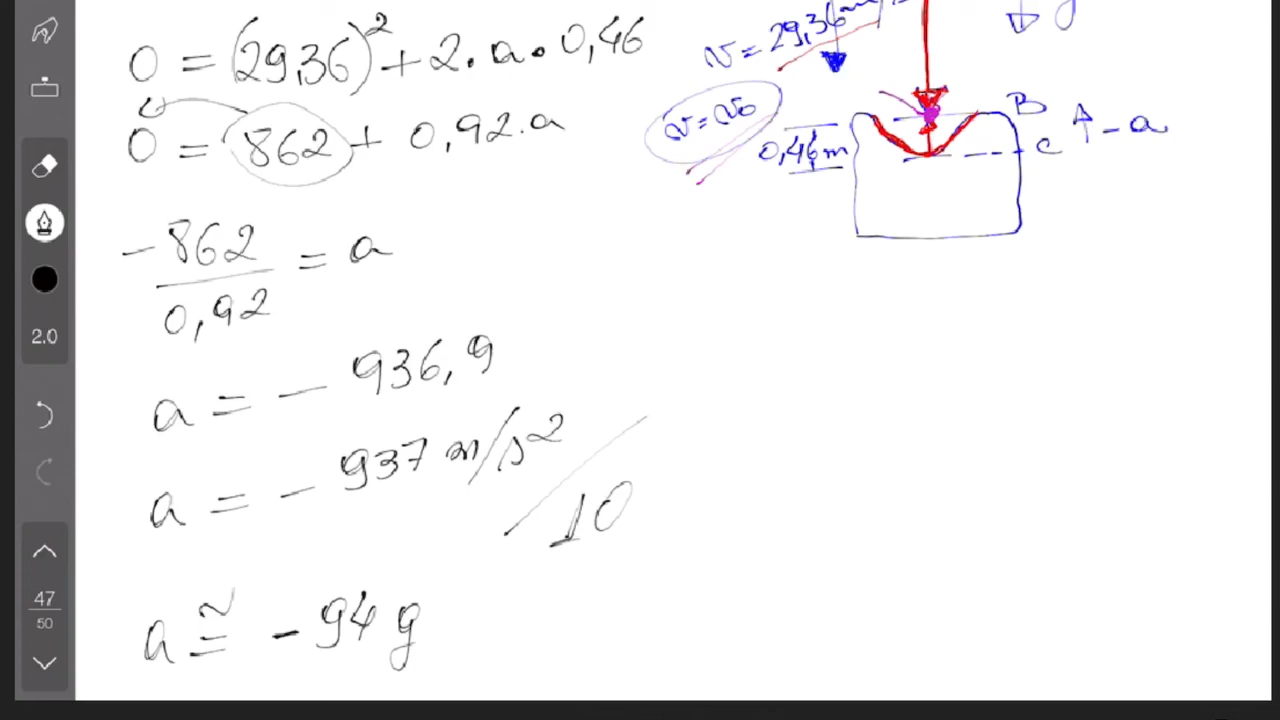 0 = (29,36)² + 2 . a . 0,46
0 = 862 + 0,92 . a
-862/0,92 = a
a = - 936,9
a = - 937 m/s²
/10
a ≅ - 94 g
v = 29,36 m/
v = v₀
0,46 m
B
C
- a
g
2.0
47
50